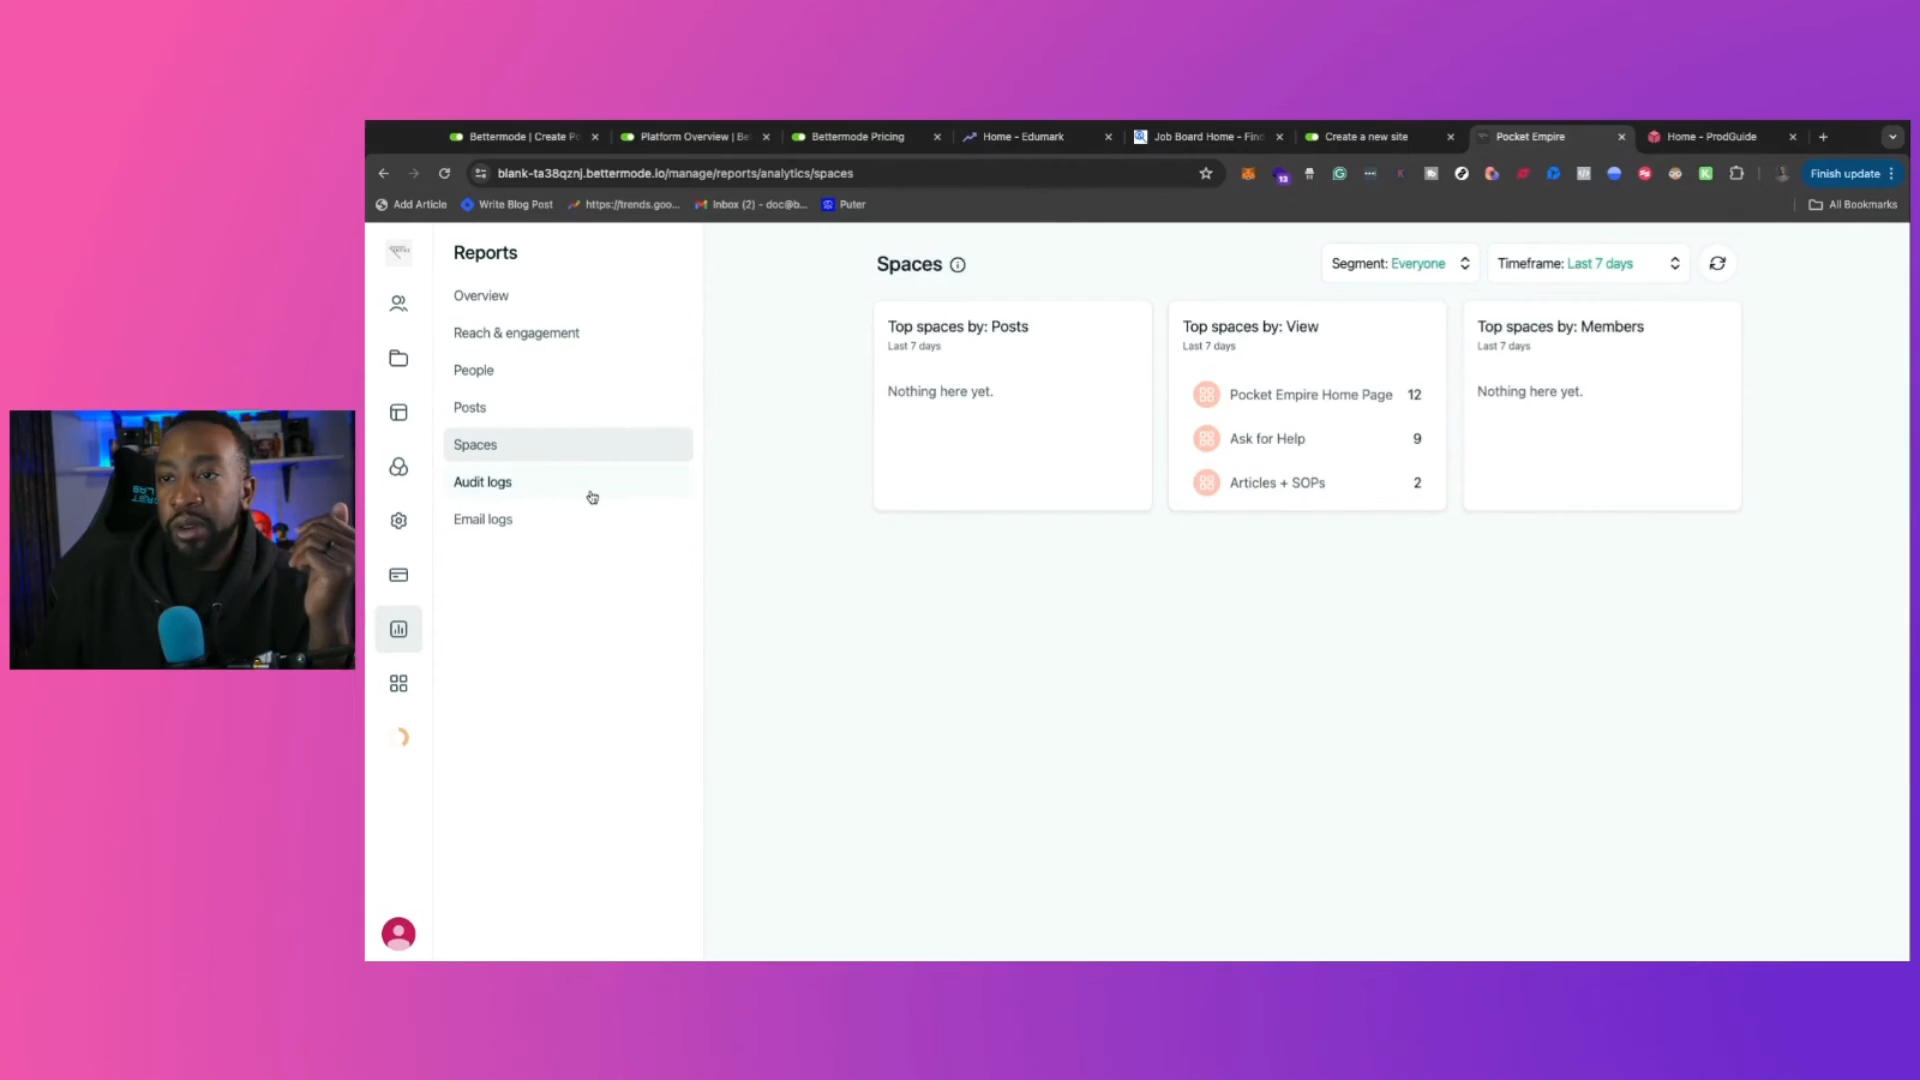 Bettermode | Create Po
Platform Overview | Be
Bettermode Pricing
Home - Edumark
Job Board Home - Find
Create a new site
Pocket Empire
Home - ProdGuide
blank-ta38qznj.bettermode.io/manage/reports/analytics/spaces
13
Finish update
Add Article
Write Blog Post
https://trends.goo...
Inbox (2) - doc@b...
Puter
All Bookmarks
Reports
Overview
Reach & engagement
People
Posts
Spaces
Audit logs
Email logs
Spaces
Segment: Everyone
Timeframe: Last 7 days
Top spaces by: Posts
Last 7 days
Nothing here yet.
Top spaces by: View
Last 7 days
Pocket Empire Home Page 12
Ask for Help 9
Articles + SOPs 2
Top spaces by: Members
Last 7 days
Nothing here yet.